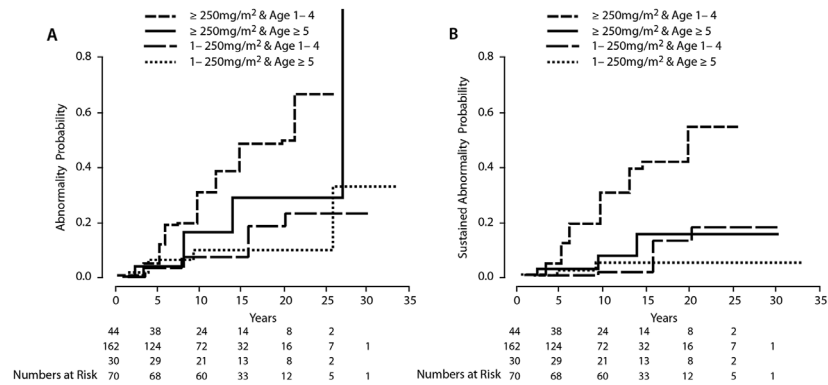 A
≥ 250mg/m² & Age 1– 4
≥ 250mg/m² & Age ≥ 5
1– 250mg/m² & Age 1– 4
1– 250mg/m² & Age ≥ 5
Abnormality Probability
0.8
0.6
0.4
0.2
0.0
0 5 10 15 20 25 30 35
Years
44 38 24 14 8 2
162 124 72 32 16 7 1
30 29 21 13 8 2
Numbers at Risk 70 68 60 33 12 5 1
B
≥ 250mg/m² & Age 1– 4
≥ 250mg/m² & Age ≥ 5
1– 250mg/m² & Age 1– 4
1– 250mg/m² & Age ≥ 5
Sustained Abnormality Probability
0.8
0.6
0.4
0.2
0.0
0 5 10 15 20 25 30 35
Years
44 38 24 14 8 2
162 124 72 32 16 7 1
30 29 21 13 8 2
Numbers at Risk 70 68 60 33 12 5 1